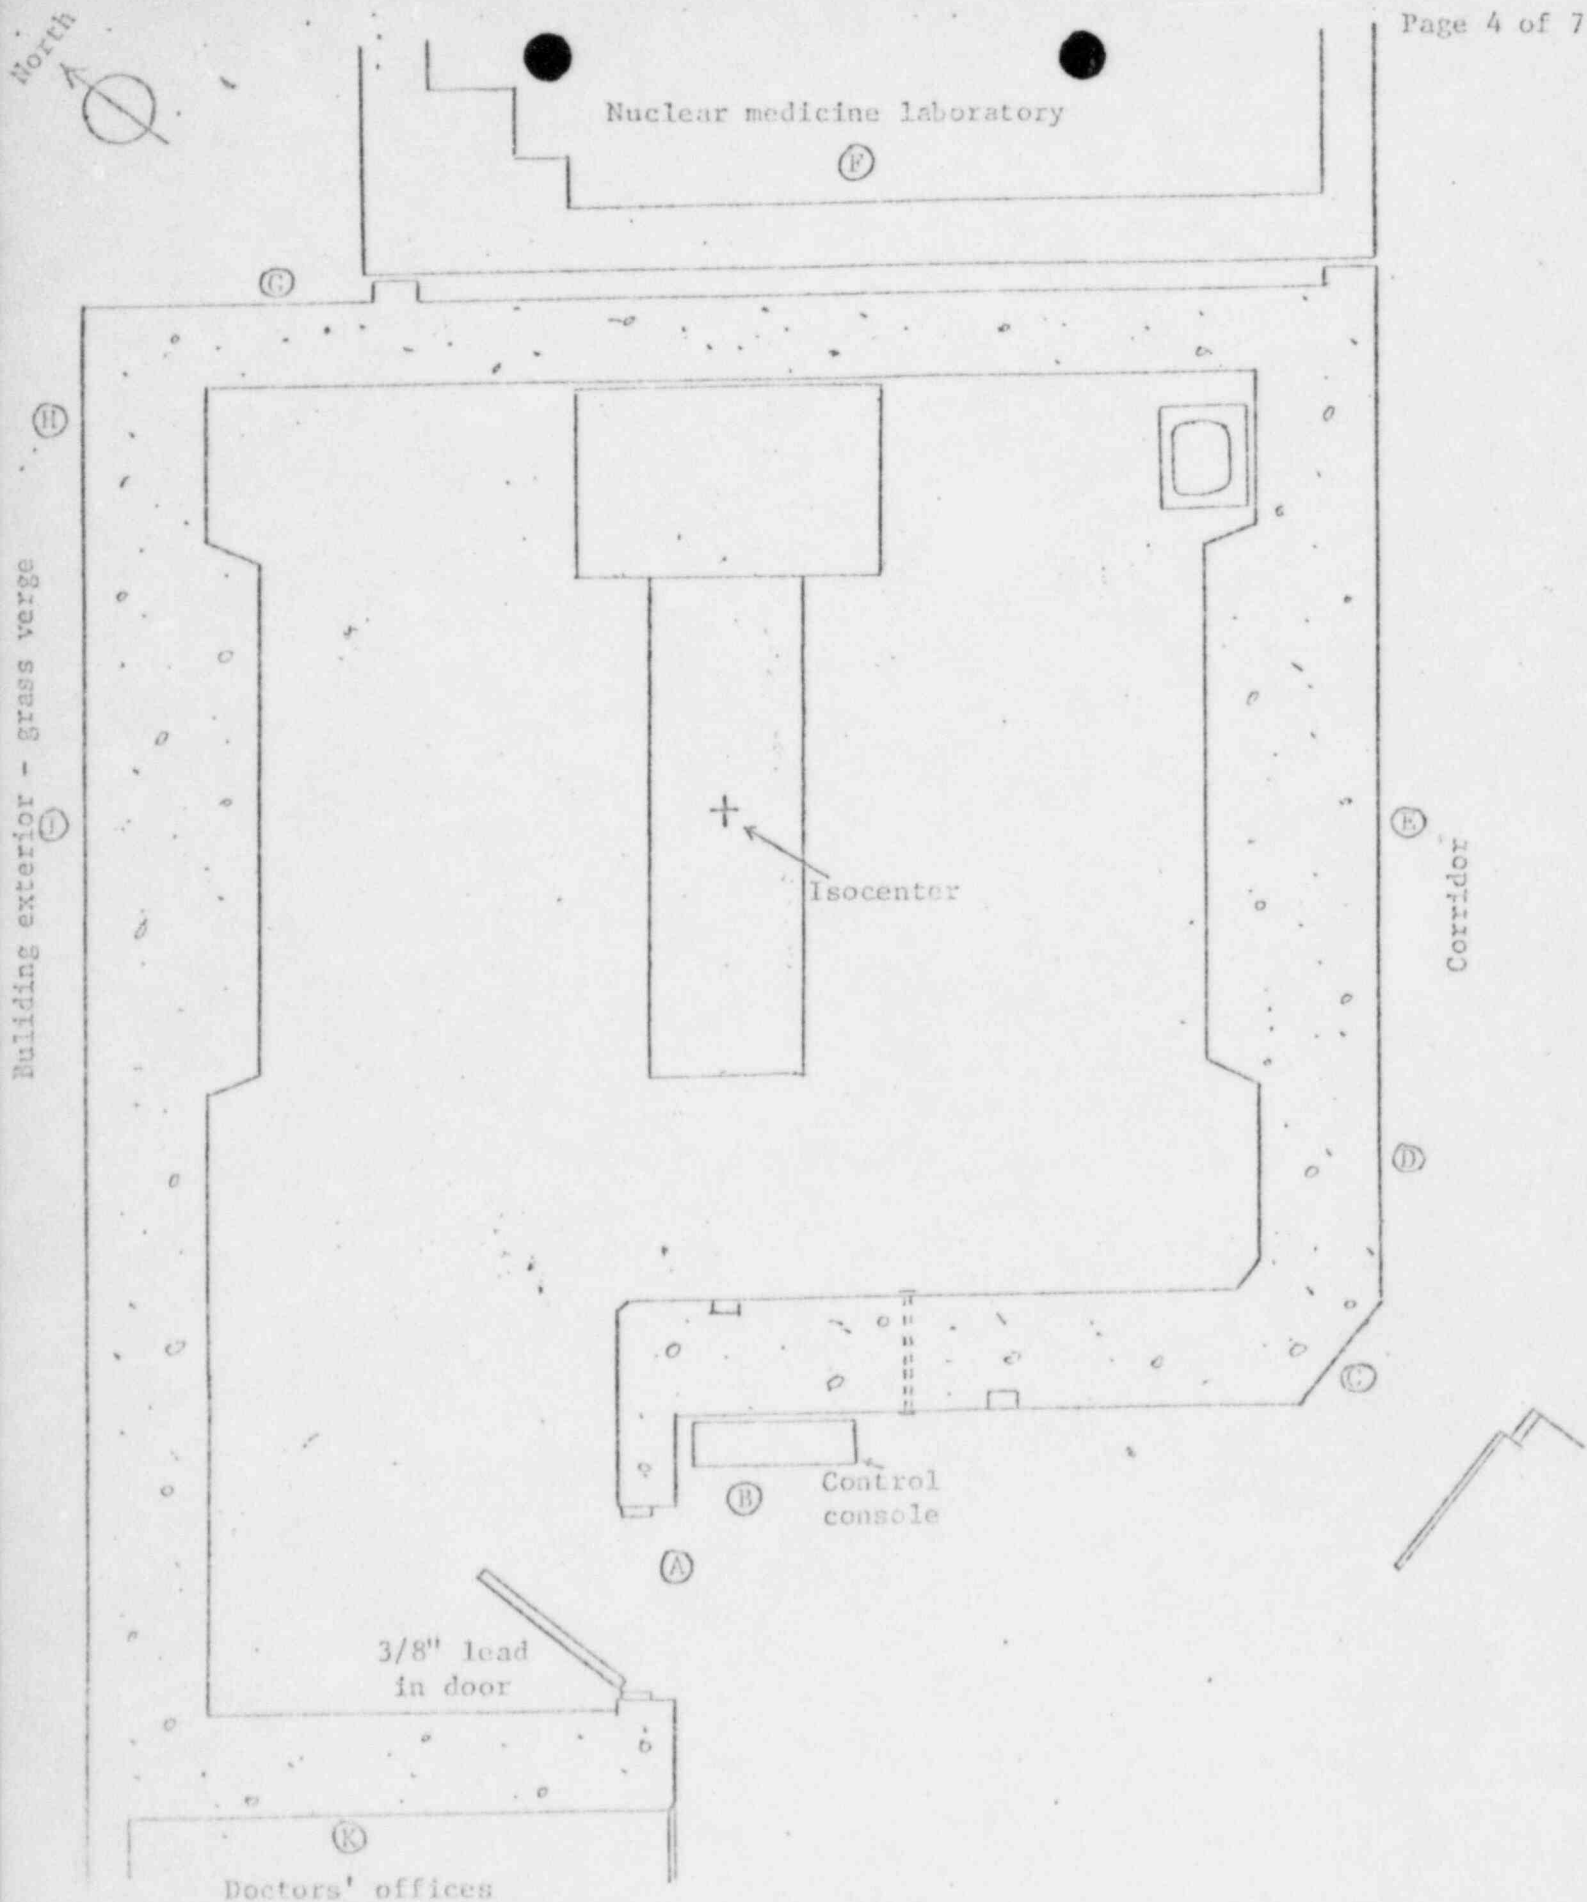 Page 4 of 7
North
Nuclear medicine laboratory
F
G
H
Buliding exterior - grass verge
E
Corridor
Isocenter
D
C
Control
console
B
A
3/8" lead
in door
K
Doctors' offices